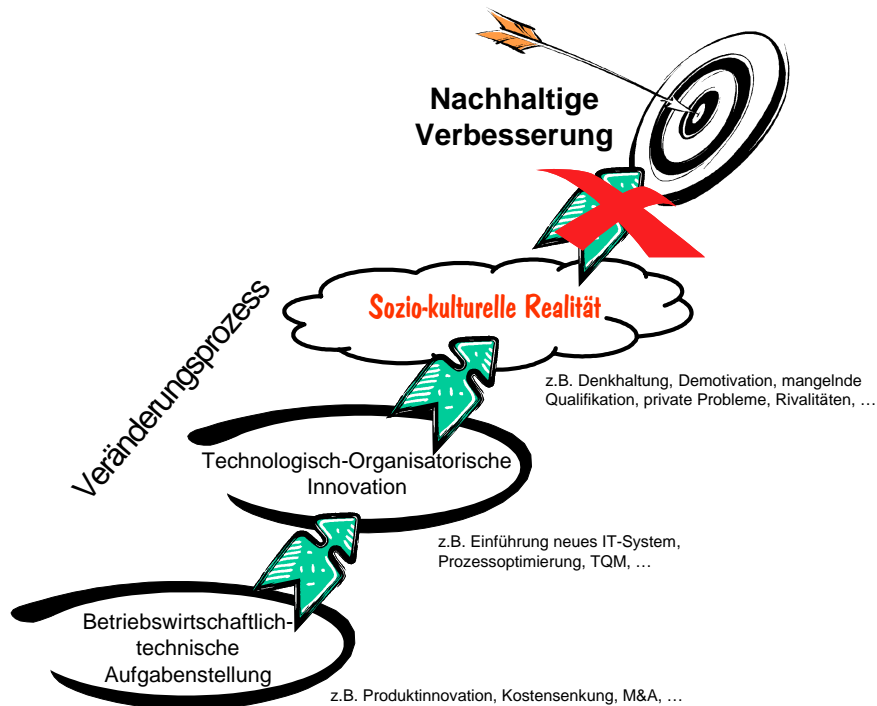 Nachhaltige
Verbesserung
Veränderungsprozess
Sozio-kulturelle Realität
z.B. Denkhaltung, Demotivation, mangelnde
Qualifikation, private Probleme, Rivalitäten, …
Technologisch-Organisatorische
Innovation
z.B. Einführung neues IT-System,
Prozessoptimierung, TQM, …
Betriebswirtschaftlich-
technische
Aufgabenstellung
z.B. Produktinnovation, Kostensenkung, M&A, …